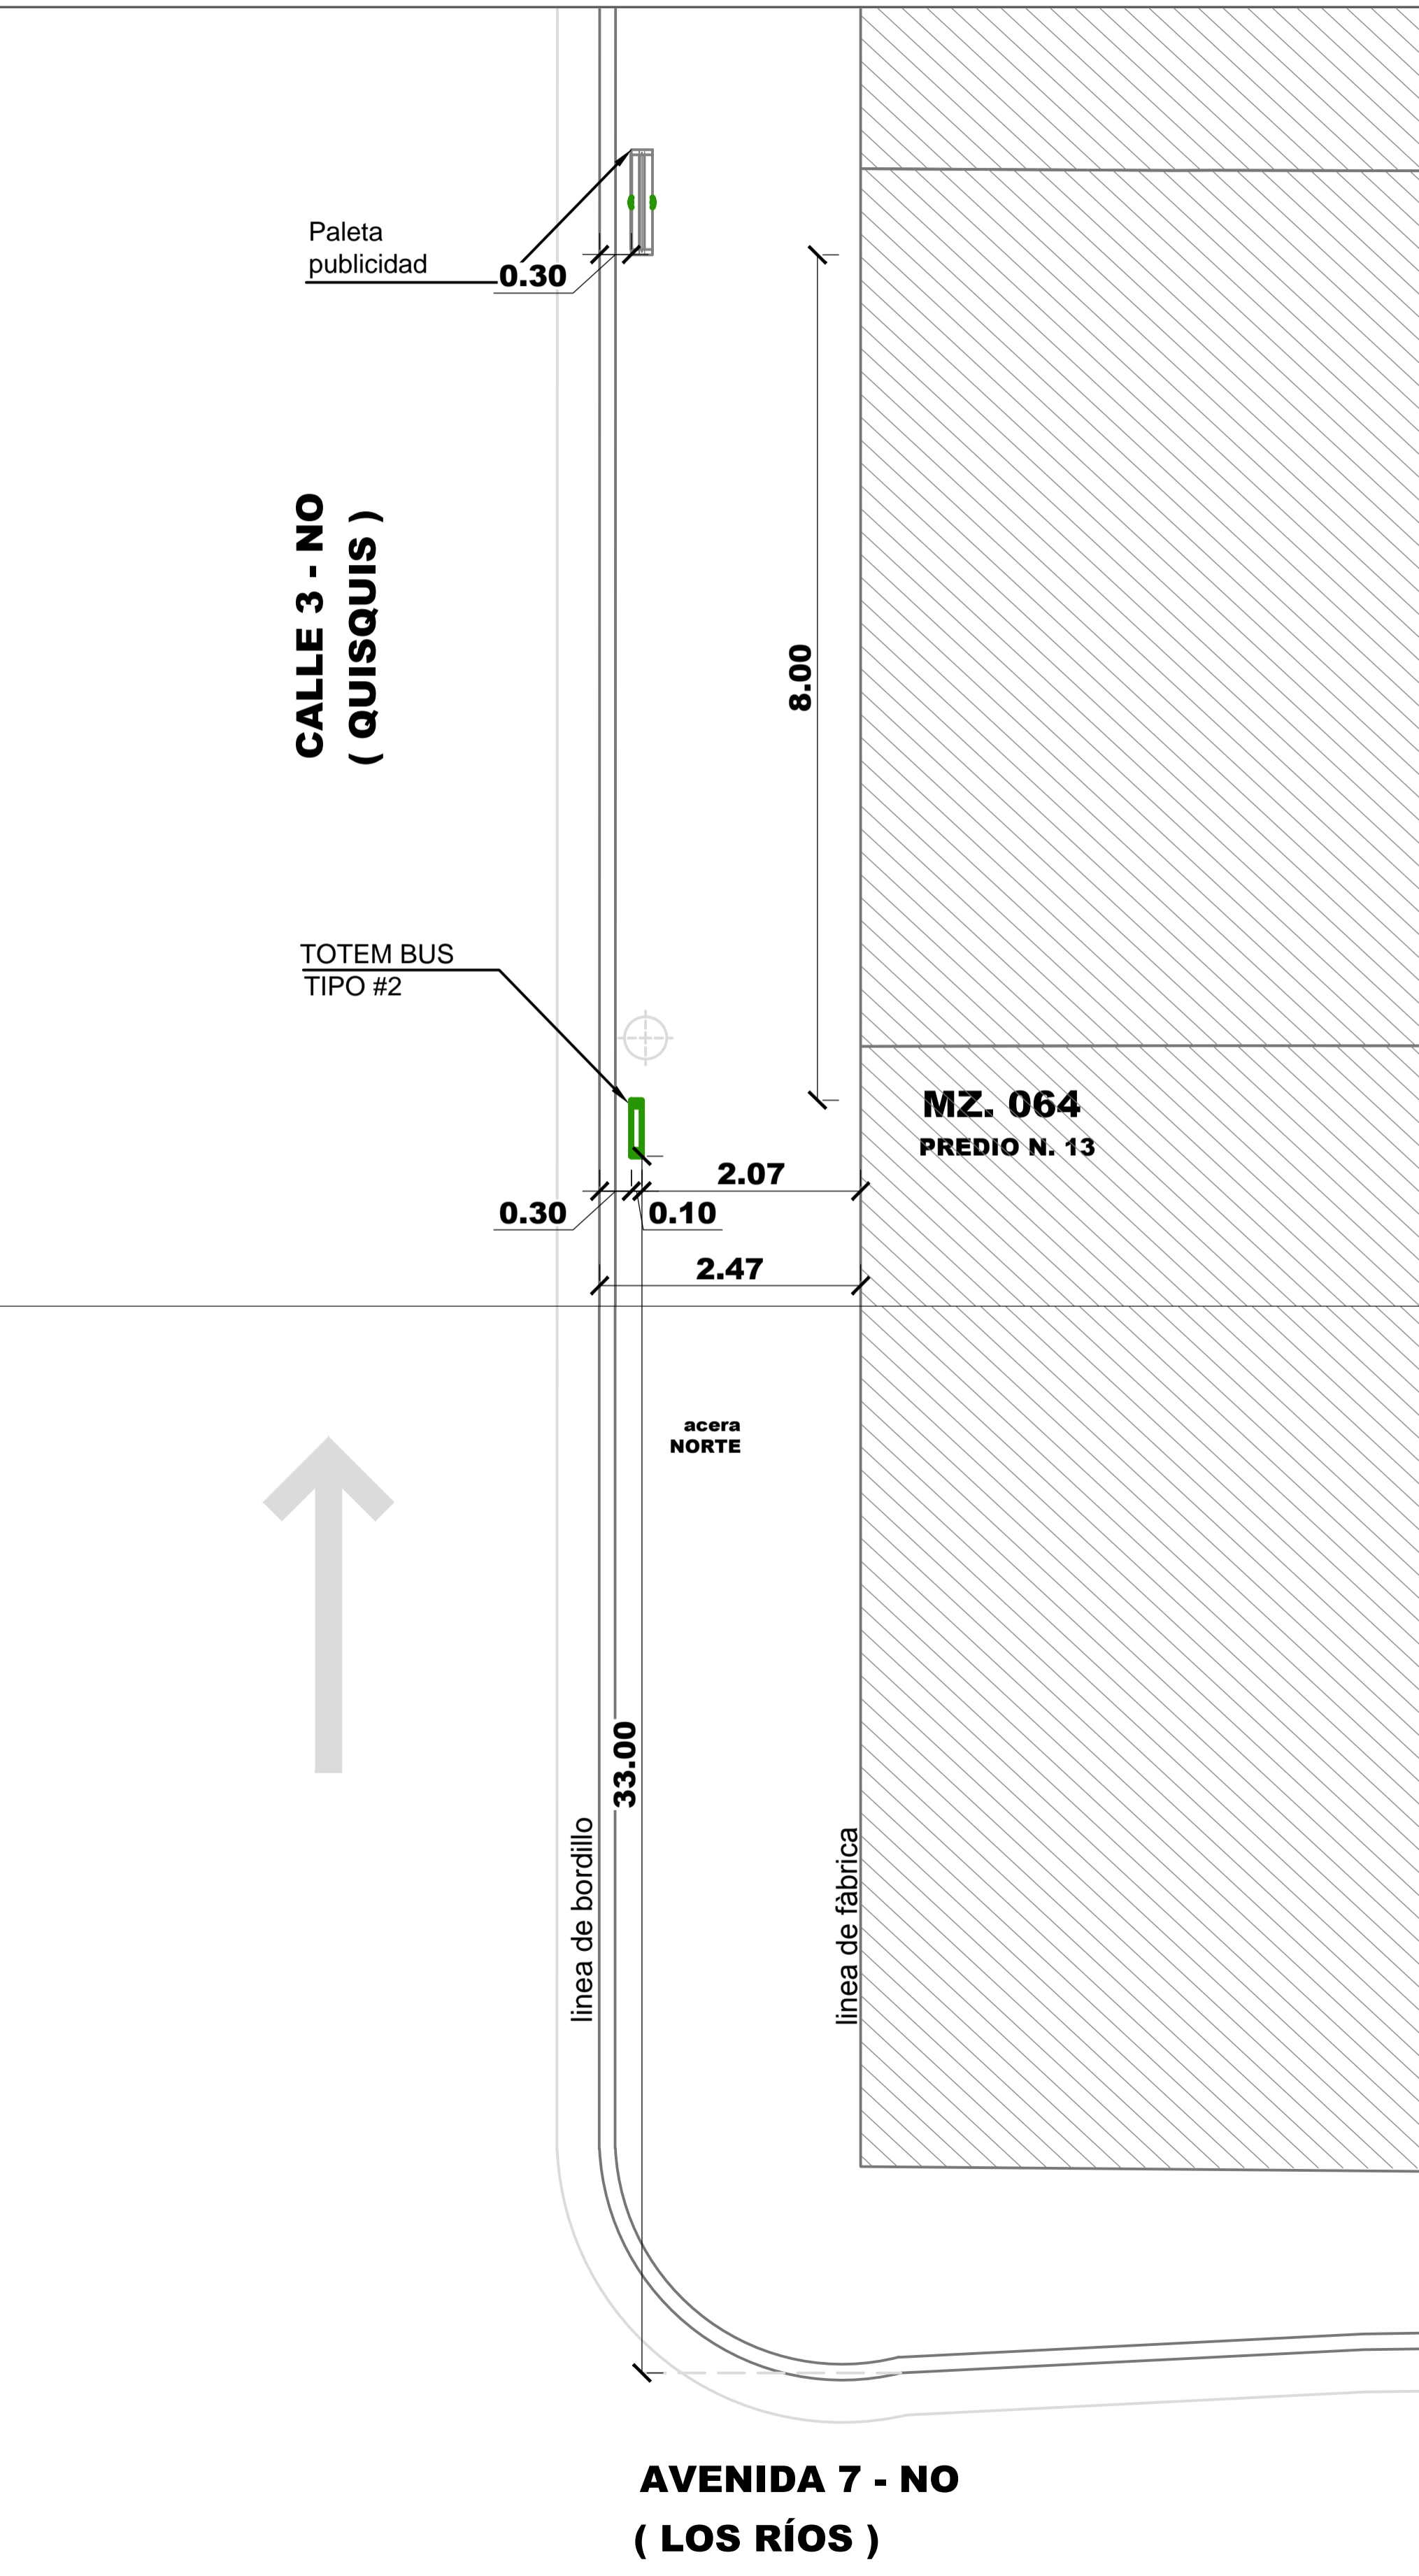 Paleta
publicidad
0.30
CALLE 3 - NO
( QUISQUIS )
8.00
TOTEM BUS
TIPO #2
MZ. 064
PREDIO N. 13
2.07
0.30
0.10
2.47
acera
NORTE
33.00
linea de bordillo
linea de fàbrica
AVENIDA 7 - NO
( LOS RÍOS )